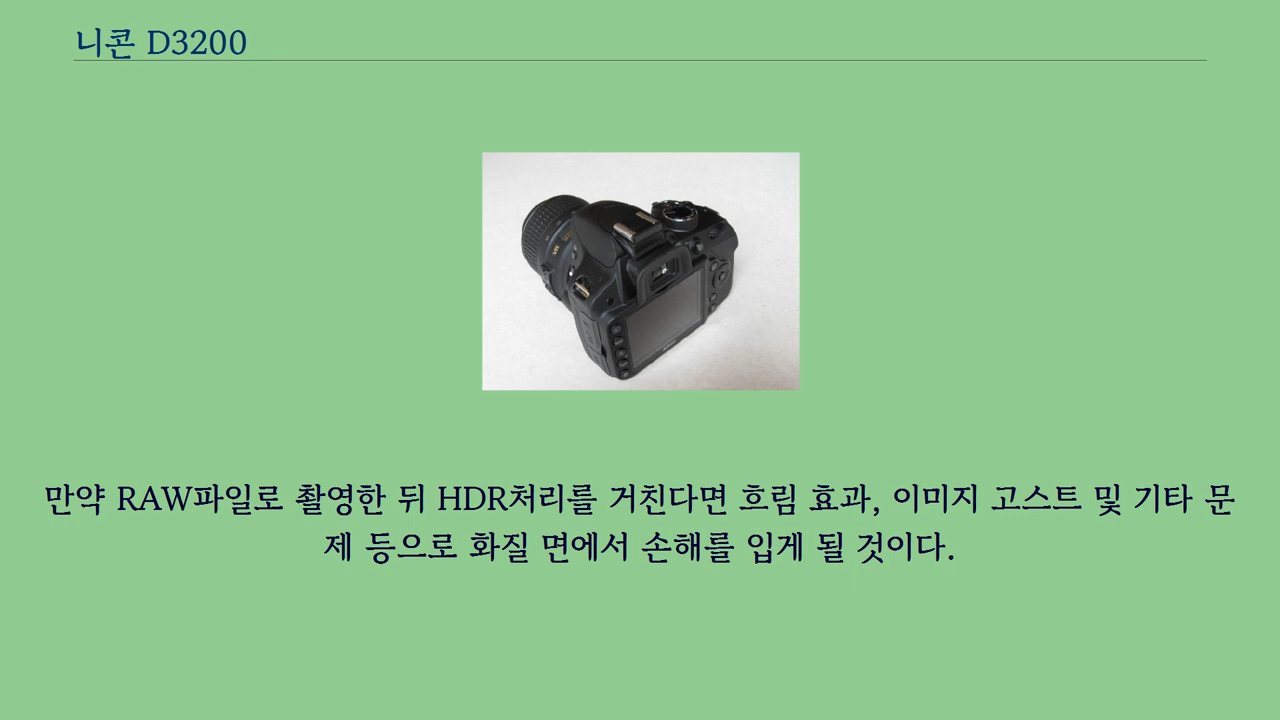 니콘 D3200
만약 RAW파일로 촬영한 뒤 HDR처리를 거친다면 흐림 효과, 이미지 고스트 및 기타 문
제 등으로 화질 면에서 손해를 입게 될 것이다.